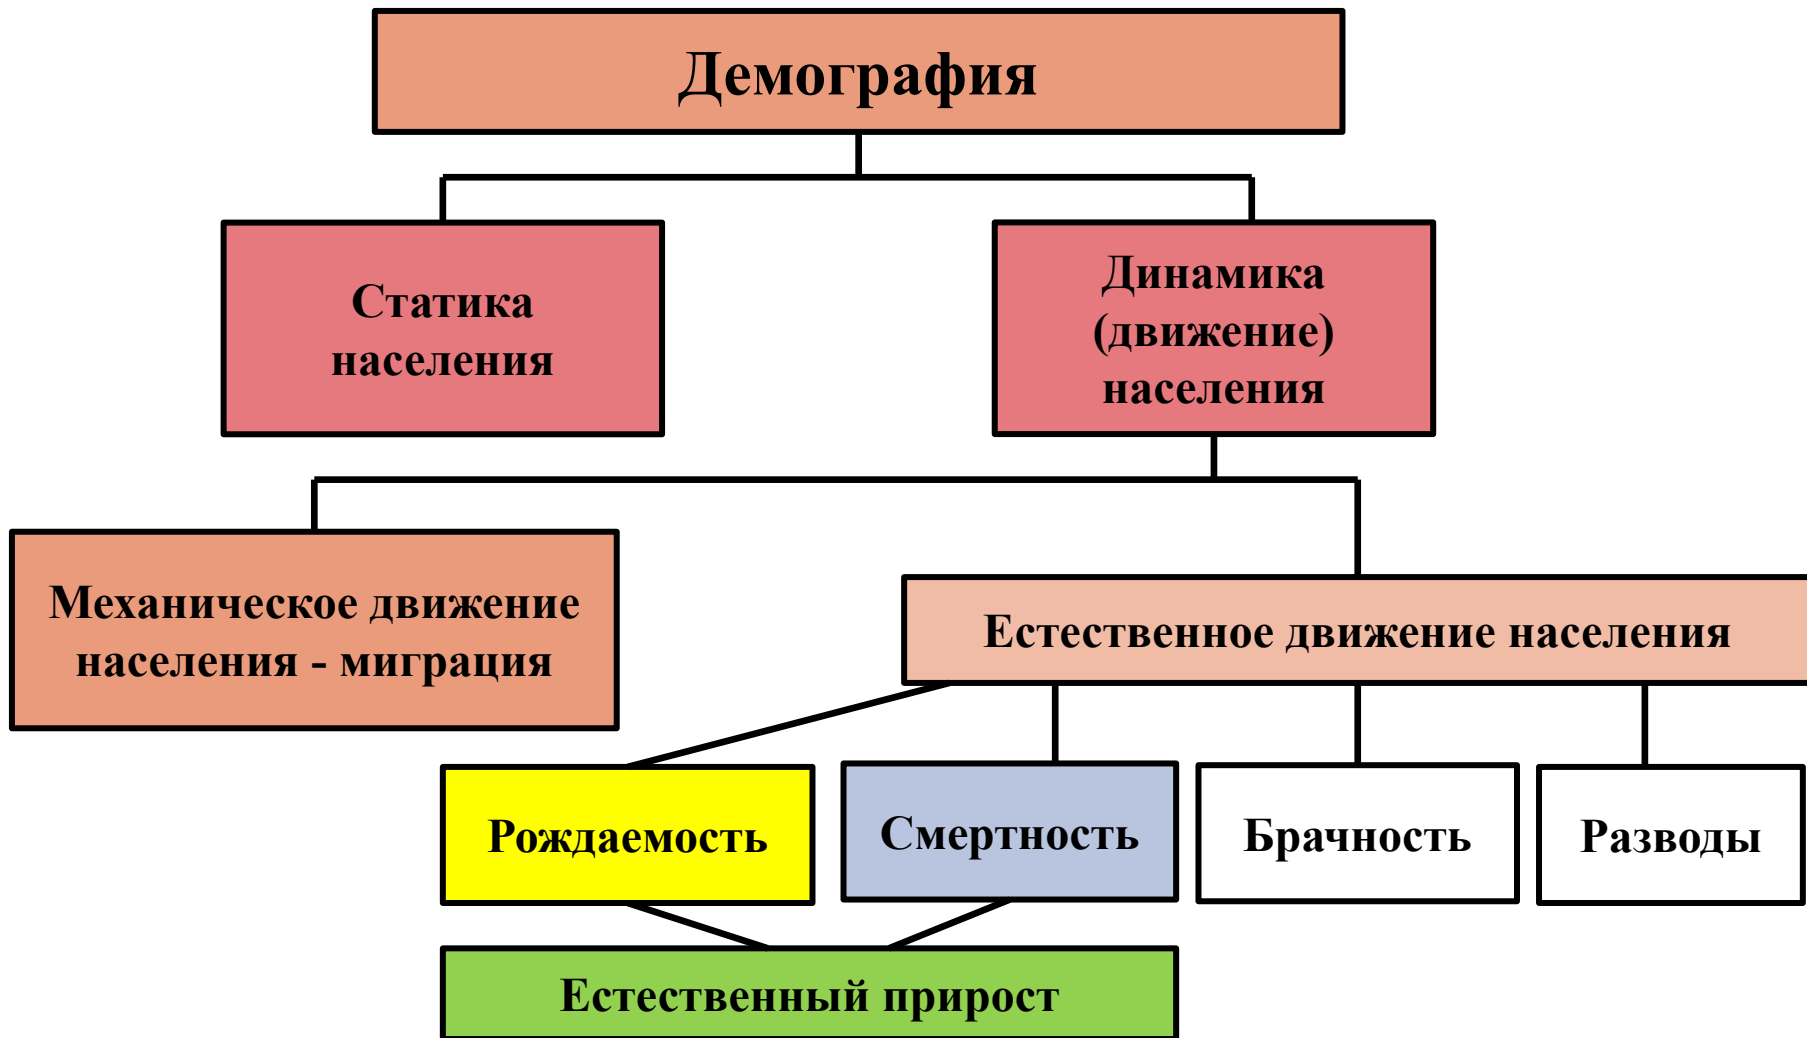 Демография
Статика
населения
Динамика
(движение)
населения
Механическое движение
населения - миграция
Естественное движение населения
Рождаемость
Смертность
Брачность
Разводы
Естественный прирост